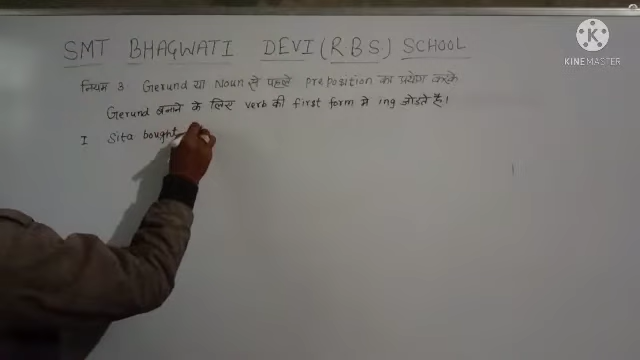 SMT BHAGWATI DEVI (RBS) SCHOOL
नियम 3 Gerund या Noun से पहले preposition का प्रयोग करके
Gerund बनाने के लिए verb की first form मे ing जोडते है।
I Sita bought
KINEMASTER